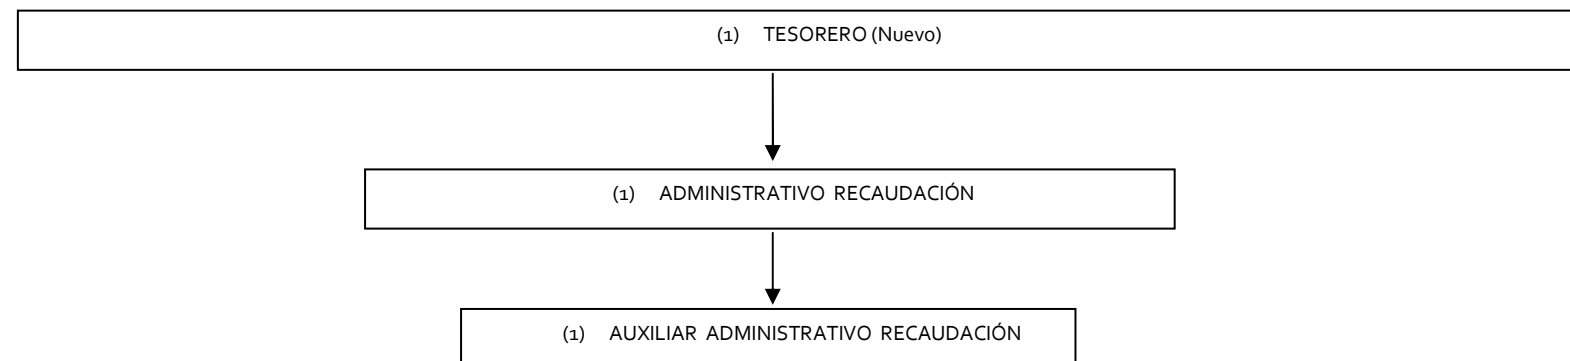 (1) TESORERO (Nuevo)
(1) ADMINISTRATIVO RECAUDACIÓN
(1) AUXILIAR ADMINISTRATIVO RECAUDACIÓN